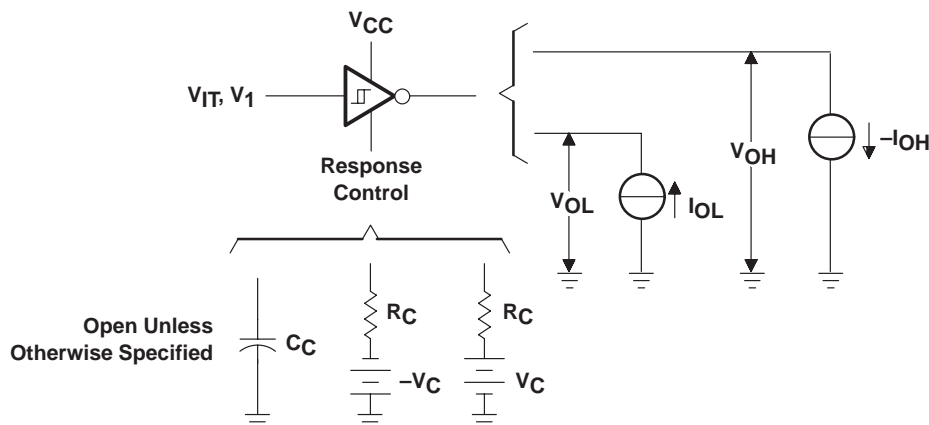 VCC
VIT, V1
Response
Control
VOL
IOL
VOH
–IOH
Open Unless
Otherwise Specified
CC
RC
–VC
RC
VC